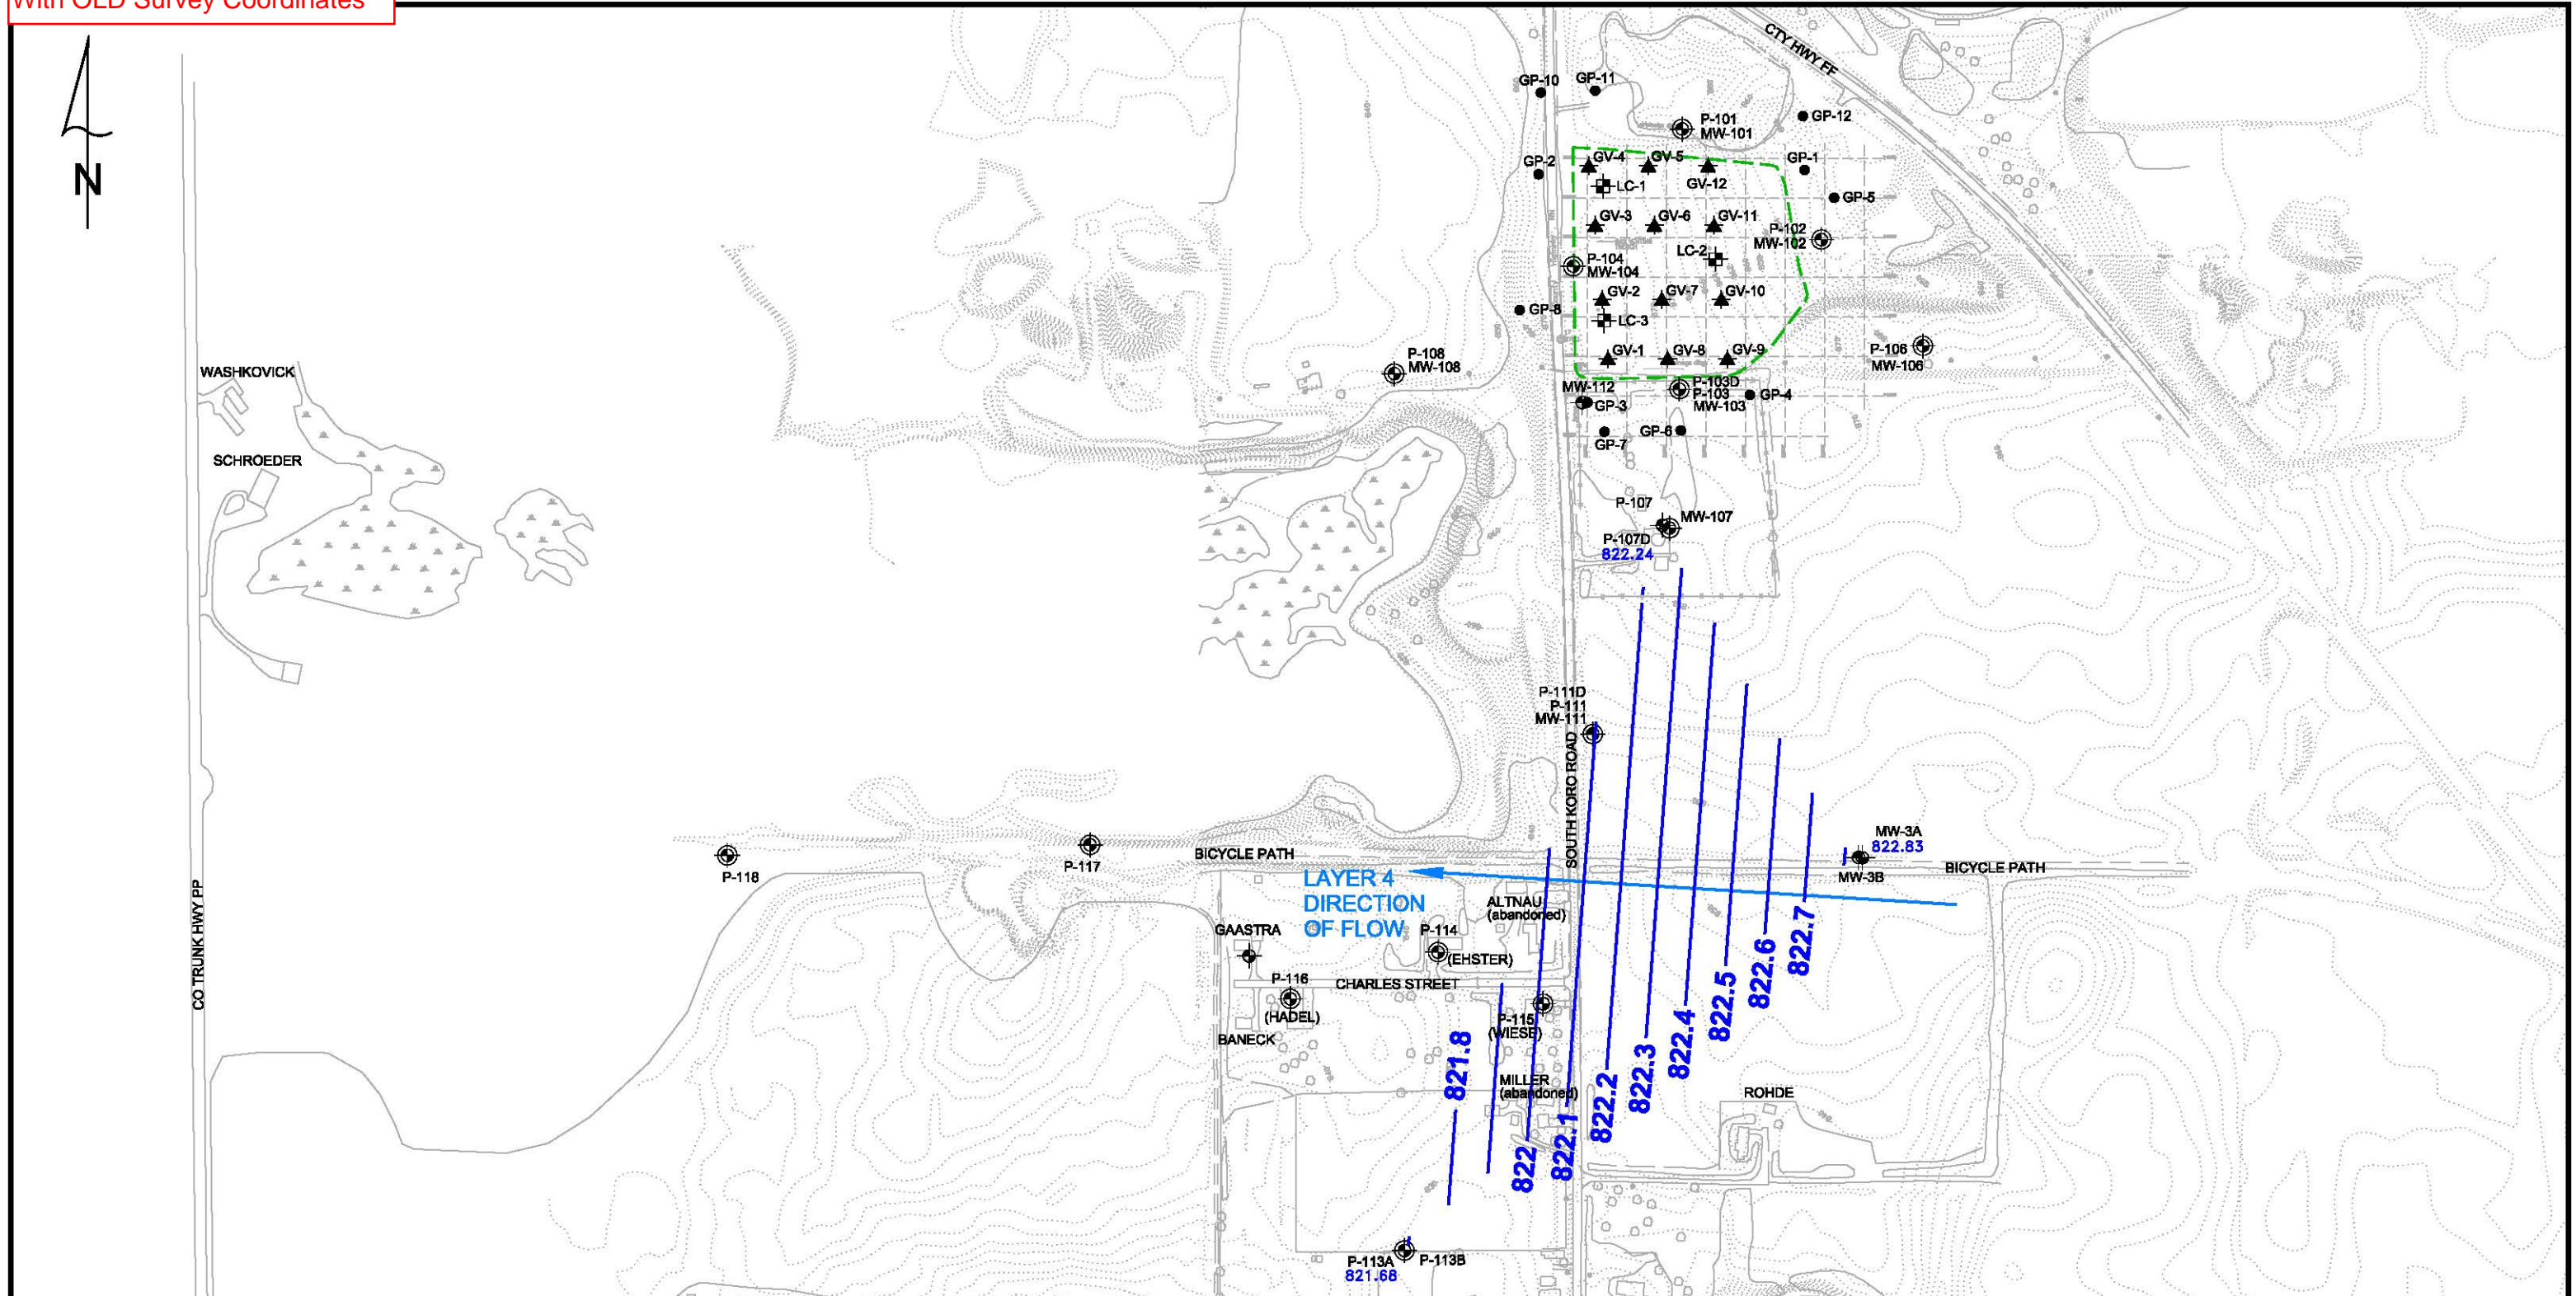 With OLD Survey Coordinates
N
CTY HWY FF
GP-10
GP-11
GP-12
P-101
MW-101
GP-2
GV-4
GV-5
GV-12
GP-1
LC-1
GP-5
GV-3
GV-6
GV-11
P-102
MW-102
LC-2
P-104
MW-104
GV-2
GV-7
GV-10
GP-8
LC-3
GV-1
GV-8
GV-9
P-106
MW-106
P-108
MW-108
MW-112
GP-3
P-103D
P-103
MW-103
GP-4
GP-7
GP-6
WASHKOVICK
SCHROEDER
P-107
MW-107
P-107D
822.24
P-111D
P-111
MW-111
SOUTH KORO ROAD
MW-3A
822.83
MW-3B
BICYCLE PATH
BICYCLE PATH
P-118
P-117
LAYER 4
DIRECTION
OF FLOW
ALTNAU
(abandoned)
GAASTRA
P-114
(EHSTER)
CO TRUNK HWY PP
P-116
(HADEL)
CHARLES STREET
BANECK
P-115
(WIESE)
MILLER
(abandoned)
ROHDE
821.8
822
822.1
822.2
822.3
822.4
822.5
822.6
822.7
P-113A
821.68
P-113B